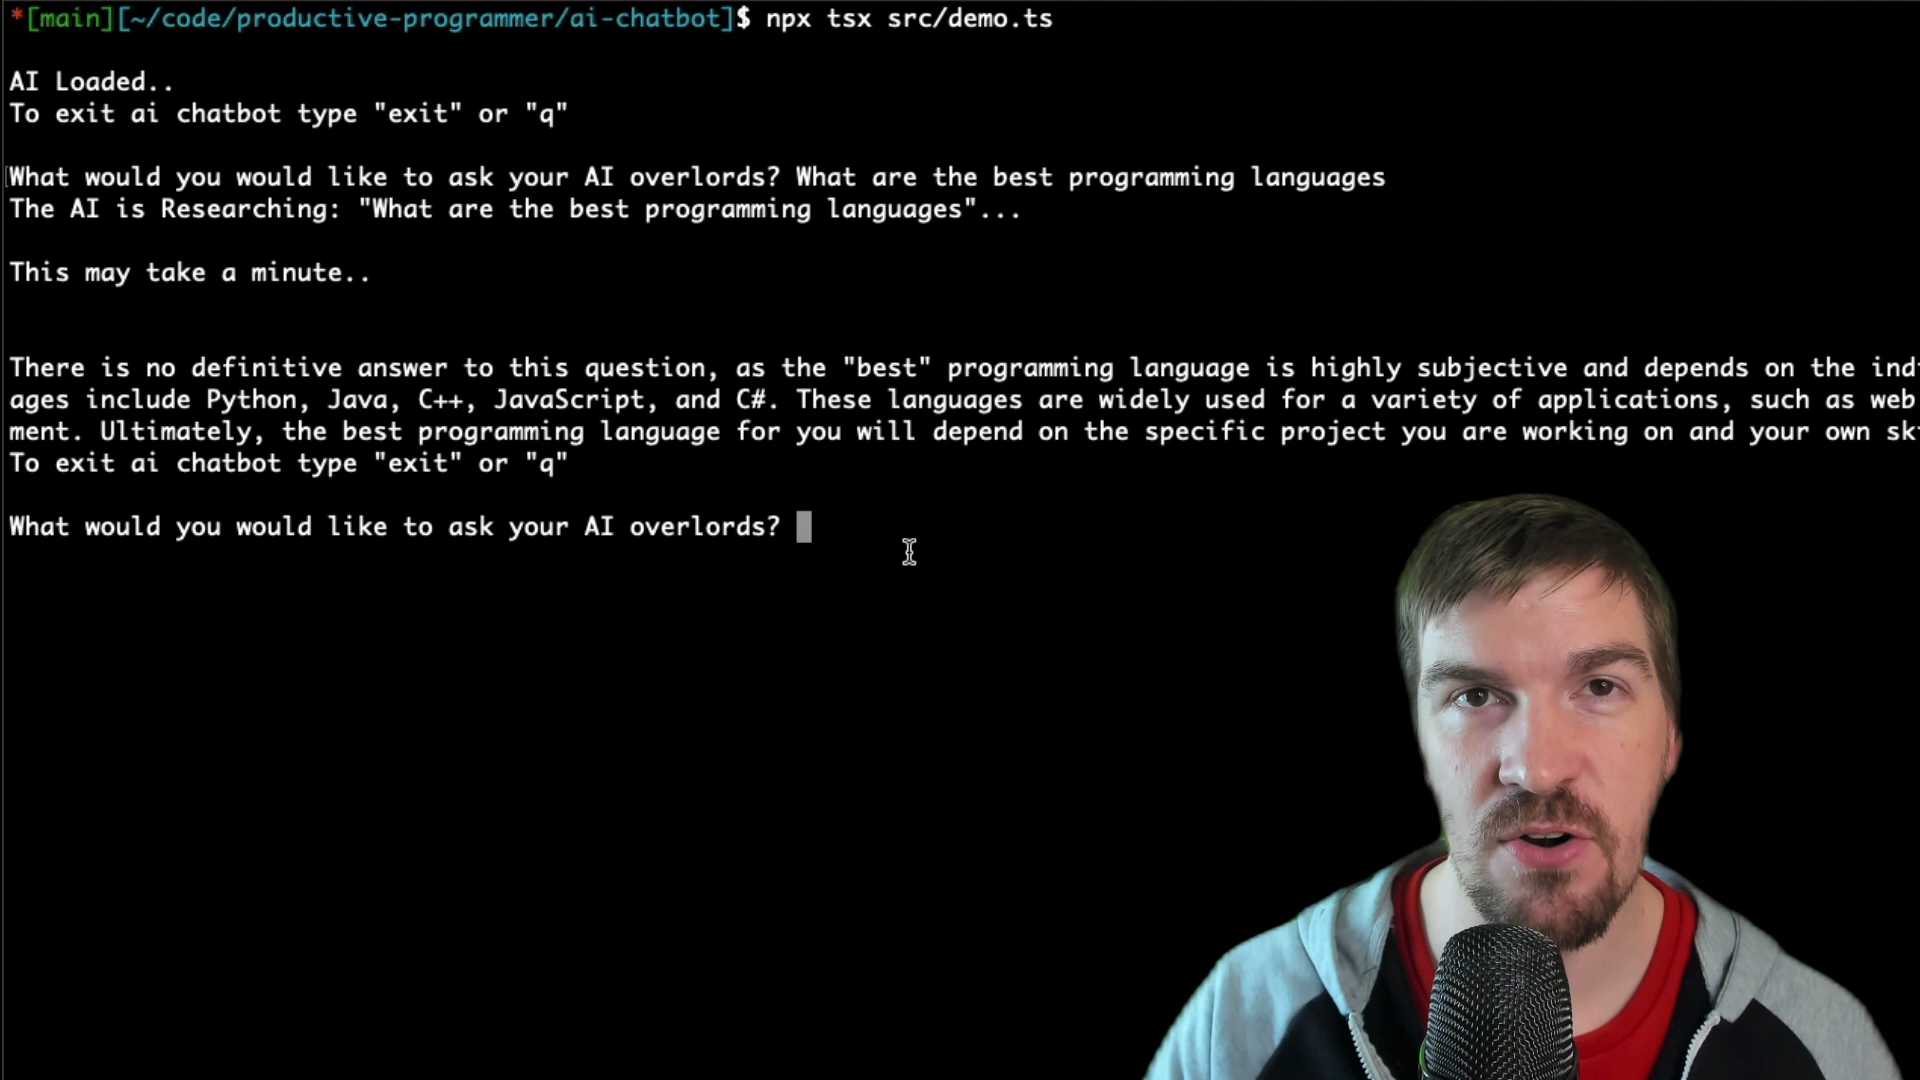 *[main][~/code/productive-programmer/ai-chatbot]$ npx tsx src/demo.ts
AI Loaded..
To exit ai chatbot type "exit" or "q"
What would you would like to ask your AI overlords? What are the best programming languages
The AI is Researching: "What are the best programming languages"...
This may take a minute..
There is no definitive answer to this question, as the "best" programming language is highly subjective and depends on the
ages include Python, Java, C++, JavaScript, and C#. These languages are widely used for a variety of applications, such as web
ment. Ultimately, the best programming language for you will depend on the specific project you are working on and your own
To exit ai chatbot type "exit" or "q"
What would you would like to ask your AI overlords?